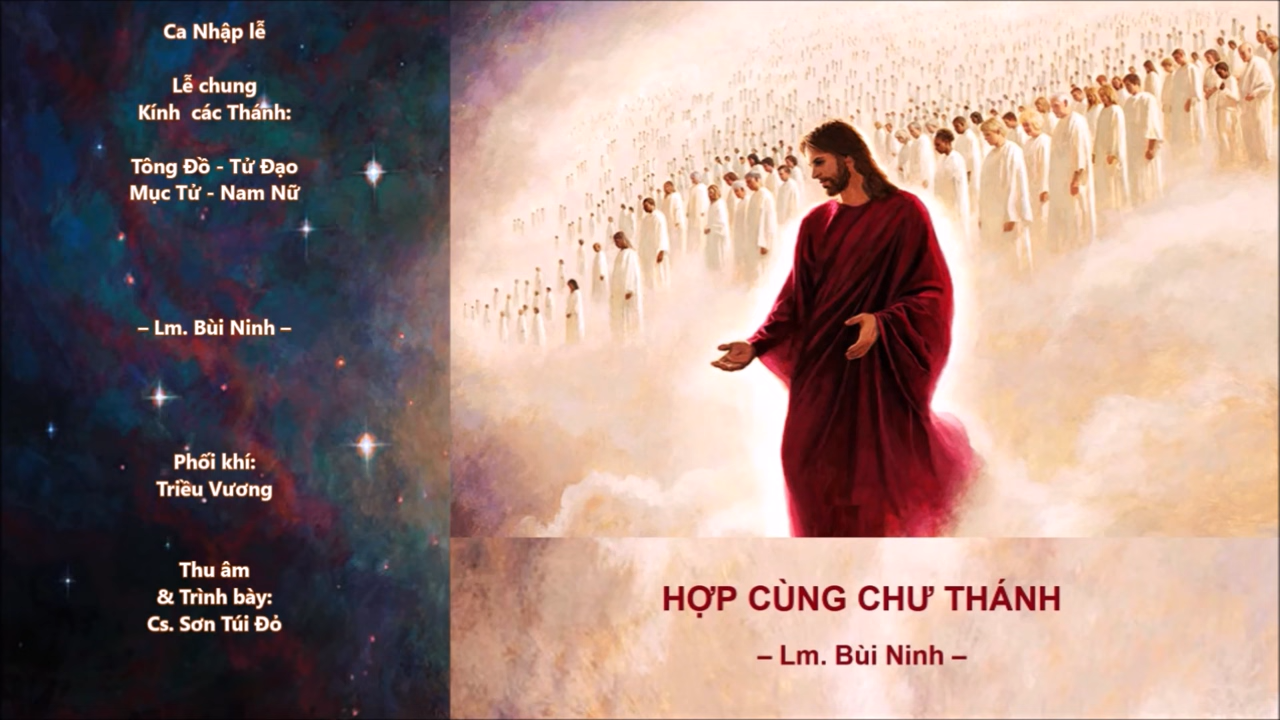 Ca Nhập lễ
Lễ chung
Kính các Thánh:
Tông Đồ - Tử Đạo
Mục Tử - Nam Nữ
– Lm. Bùi Ninh –
Phối khí:
Triều Vương
Thu âm
& Trình bày:
Cs. Sơn Túi Đỏ
HỢP CÙNG CHƯ THÁNH
– Lm. Bùi Ninh –